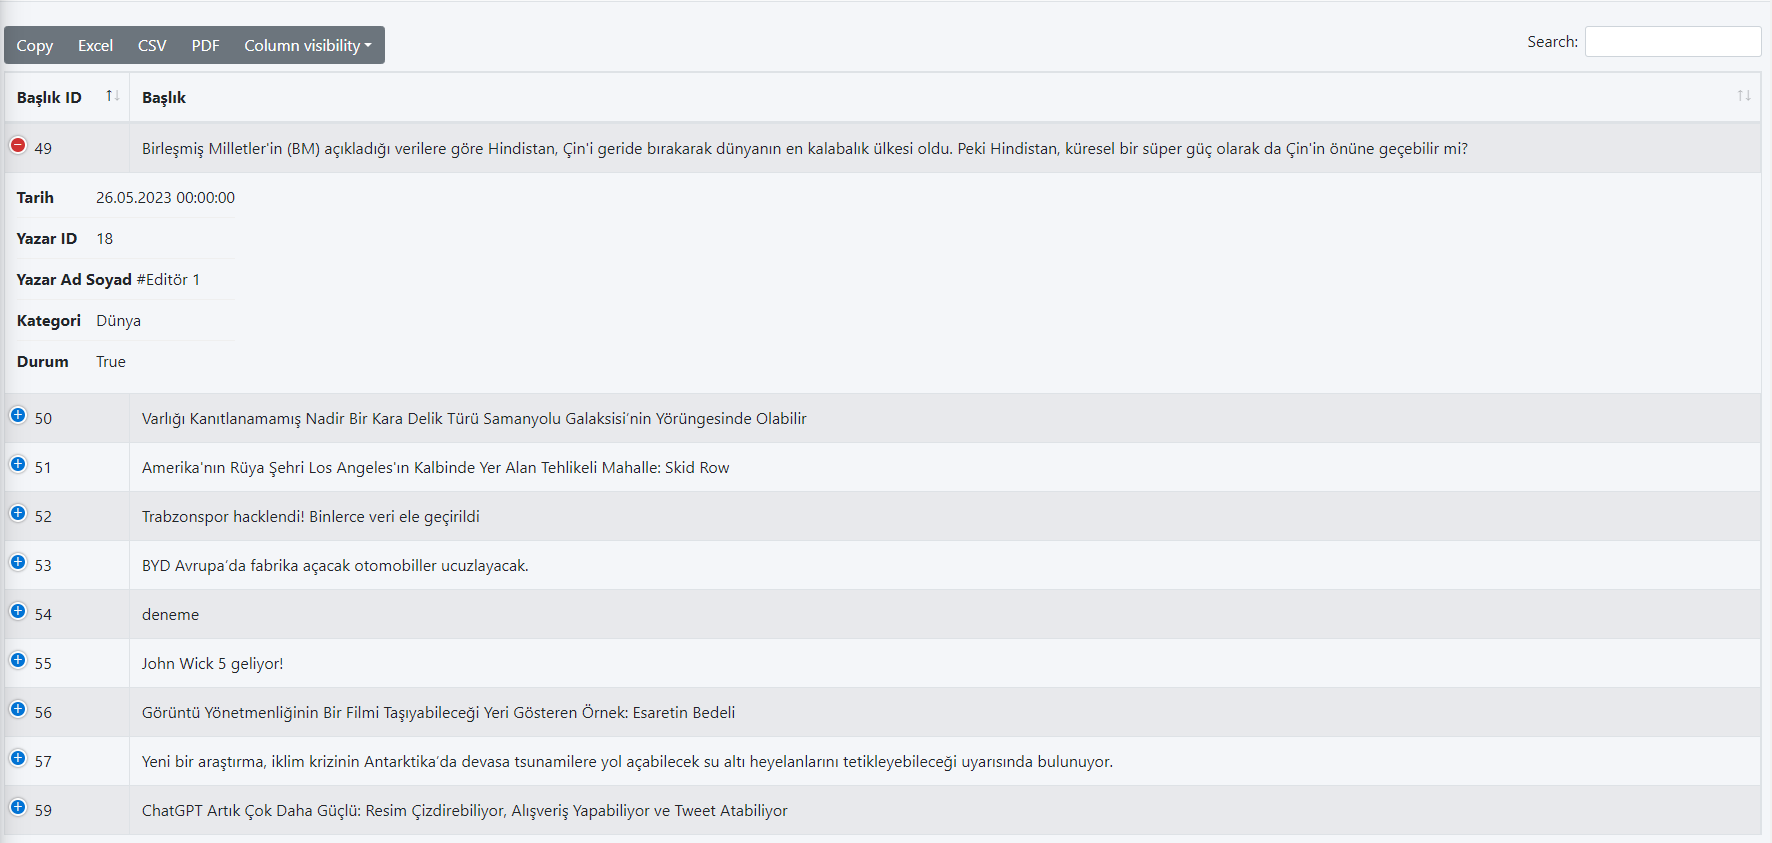 Copy Excel CSV PDF Column visibility Search:
Başlık ID Başlık
49 Birleşmiş Milletler'in (BM) açıkladığı verilere göre Hindistan, Çin'i geride bırakarak dünyanın en kalabalık ülkesi oldu. Peki Hindistan, küresel bir süper güç olarak da Çin'in önüne geçebilir mi?
Tarih 26.05.2023 00:00:00
Yazar ID 18
Yazar Ad Soyad #Editör 1
Kategori Dünya
Durum True
50 Varlığı Kanıtlanamamış Nadir Bir Kara Delik Türü Samanyolu Galaksisi’nin Yörüngesinde Olabilir
51 Amerika'nın Rüya Şehri Los Angeles'ın Kalbinde Yer Alan Tehlikeli Mahalle: Skid Row
52 Trabzonspor hacklendi! Binlerce veri ele geçirildi
53 BYD Avrupa’da fabrika açacak otomobiller ucuzlayacak.
54 deneme
55 John Wick 5 geliyor!
56 Görüntü Yönetmenliğinin Bir Filmi Taşıyabileceği Yeri Gösteren Örnek: Esaretin Bedeli
57 Yeni bir araştırma, iklim krizinin Antarktika’da devasa tsunamilere yol açabilecek su altı heyelanlarını tetikleyebileceği uyarısında bulunuyor.
59 ChatGPT Artık Çok Daha Güçlü: Resim Çizdirebiliyor, Alışveriş Yapabiliyor ve Tweet Atabiliyor